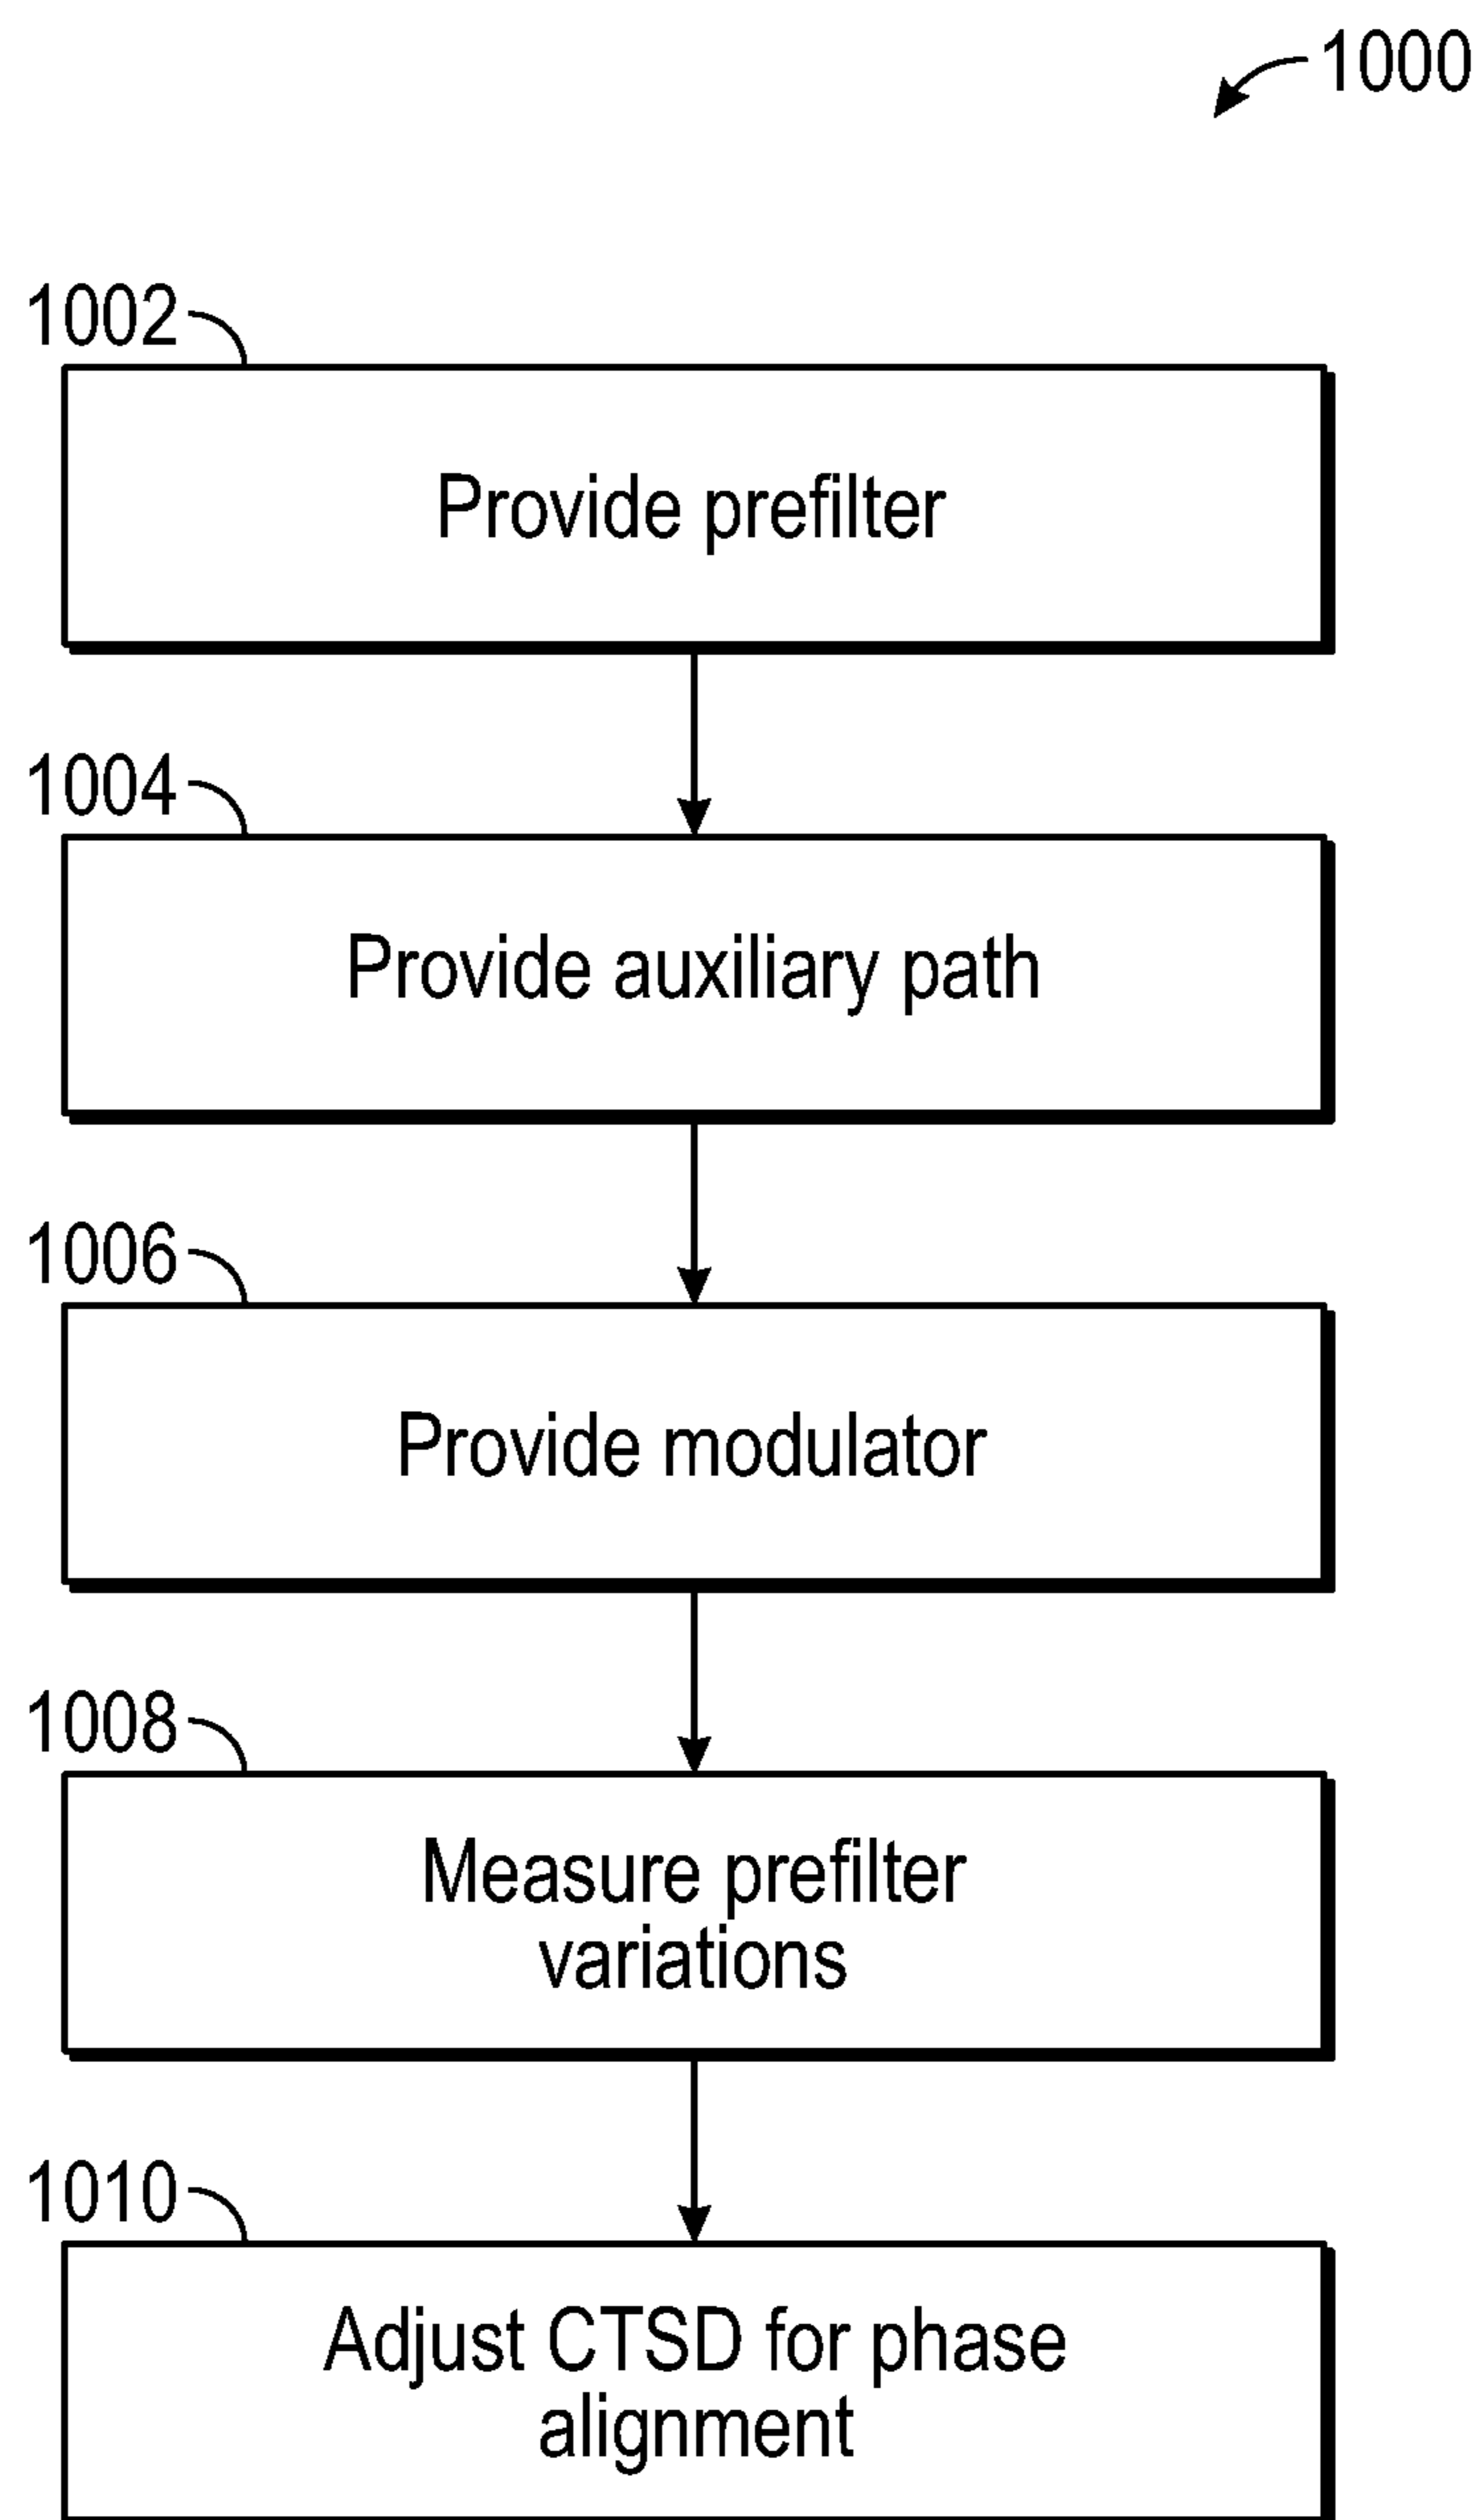 1000
1002
Provide prefilter
1004
Provide auxiliary path
1006
Provide modulator
1008
Measure prefilter
variations
1010
Adjust CTSD for phase
alignment